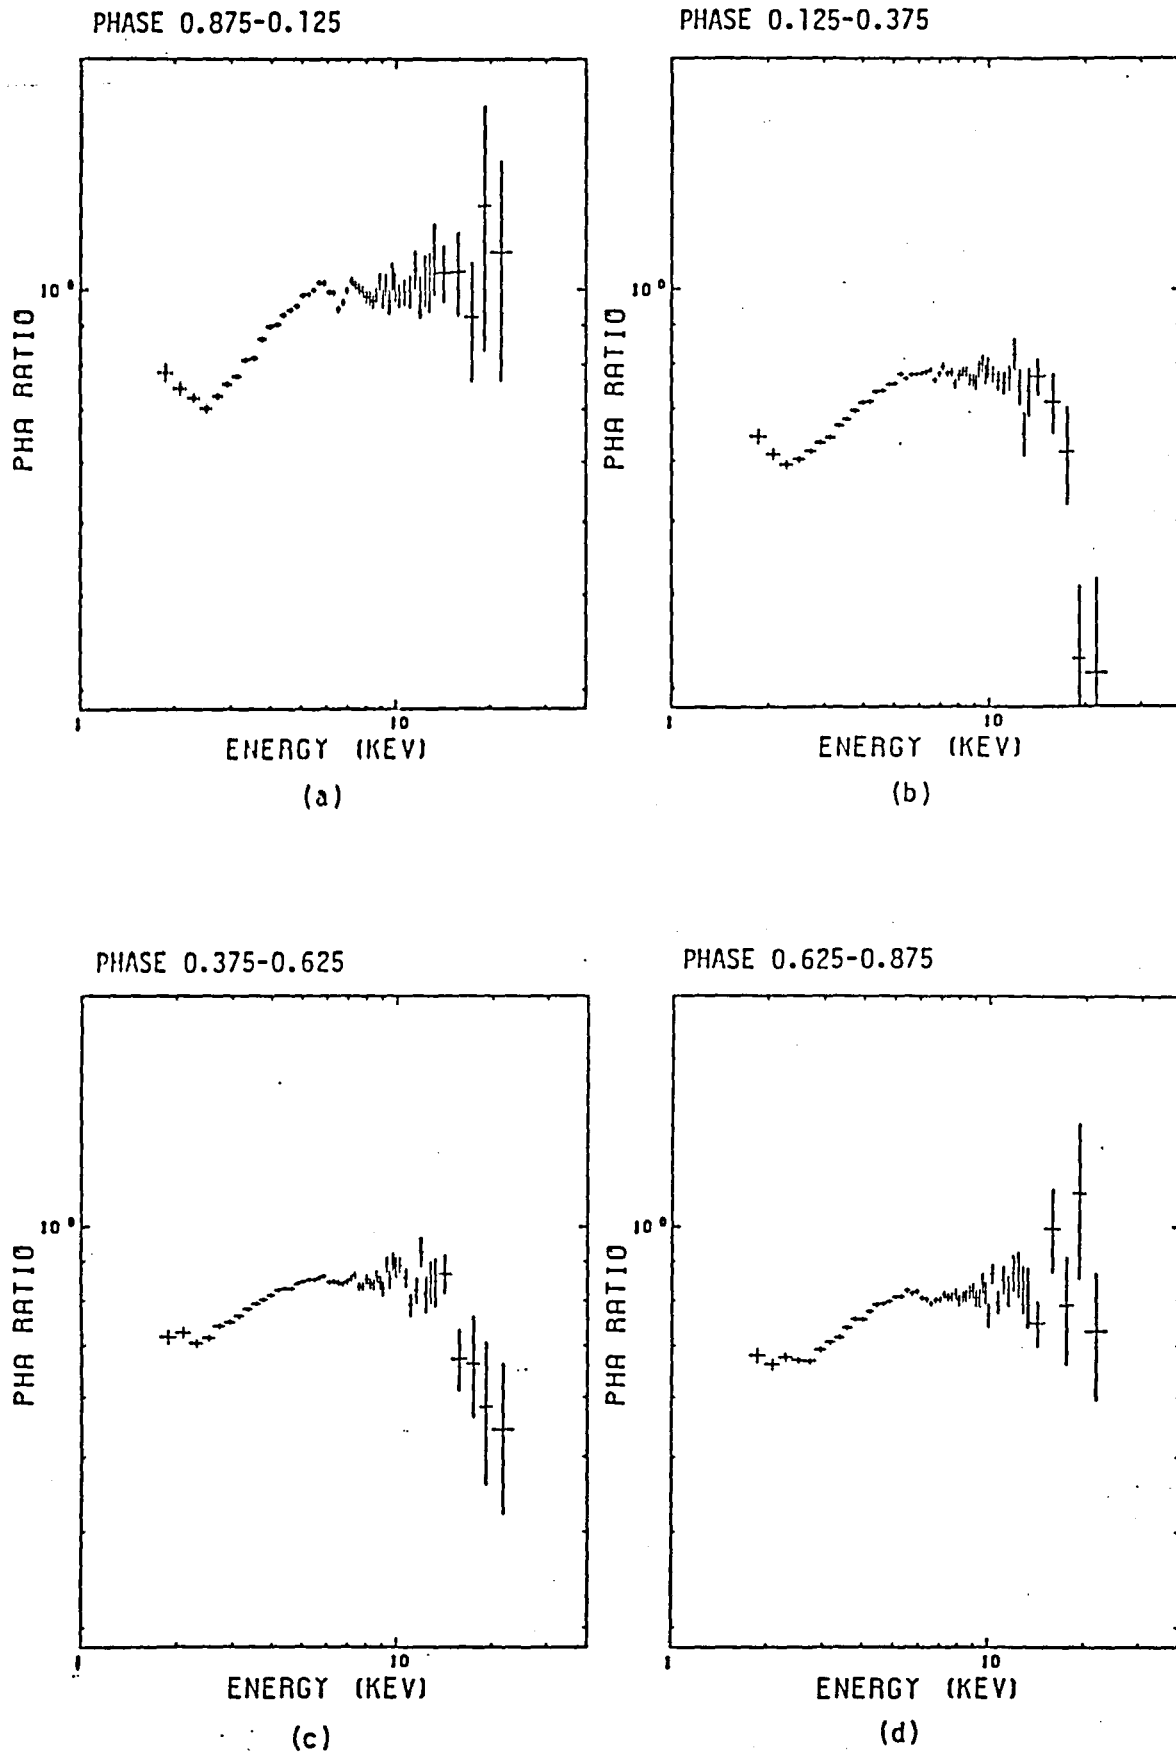 PHASE 0.875-0.125
PHA RATIO
10⁰
1
10
ENERGY (KEV)
(a)
PHASE 0.125-0.375
PHA RATIO
10⁰
1
10
ENERGY (KEV)
(b)
PHASE 0.375-0.625
PHA RATIO
10⁰
1
10
ENERGY (KEV)
(c)
PHASE 0.625-0.875
PHA RATIO
10⁰
1
10
ENERGY (KEV)
(d)